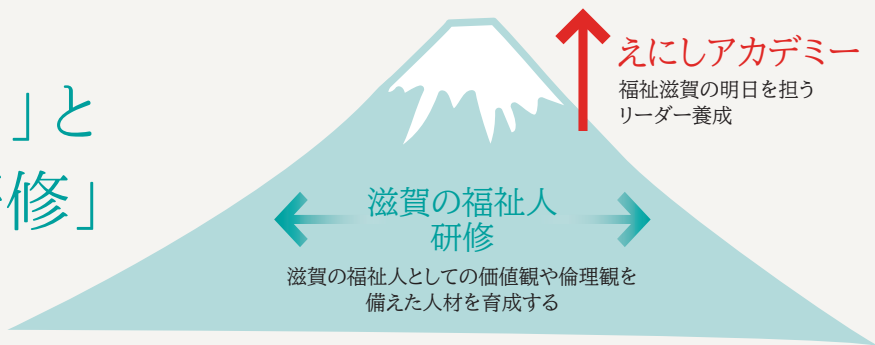 」と
修」
えにしアカデミー
福祉滋賀の明日を担う
リーダー養成
滋賀の福祉人
研修
滋賀の福祉人としての価値観や倫理観を
備えた人材を育成する